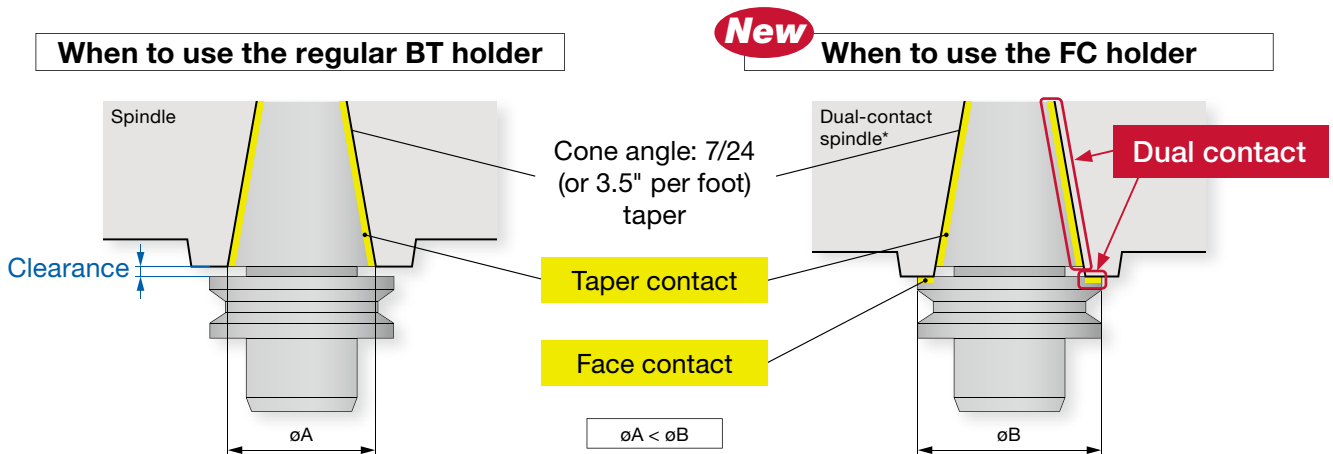 When to use the regular BT holder
New
When to use the FC holder
Spindle
Clearance
Cone angle: 7/24
(or 3.5" per foot)
taper
Dual-contact
spindle*
Dual contact
Taper contact
Face contact
øA
øA < øB
øB